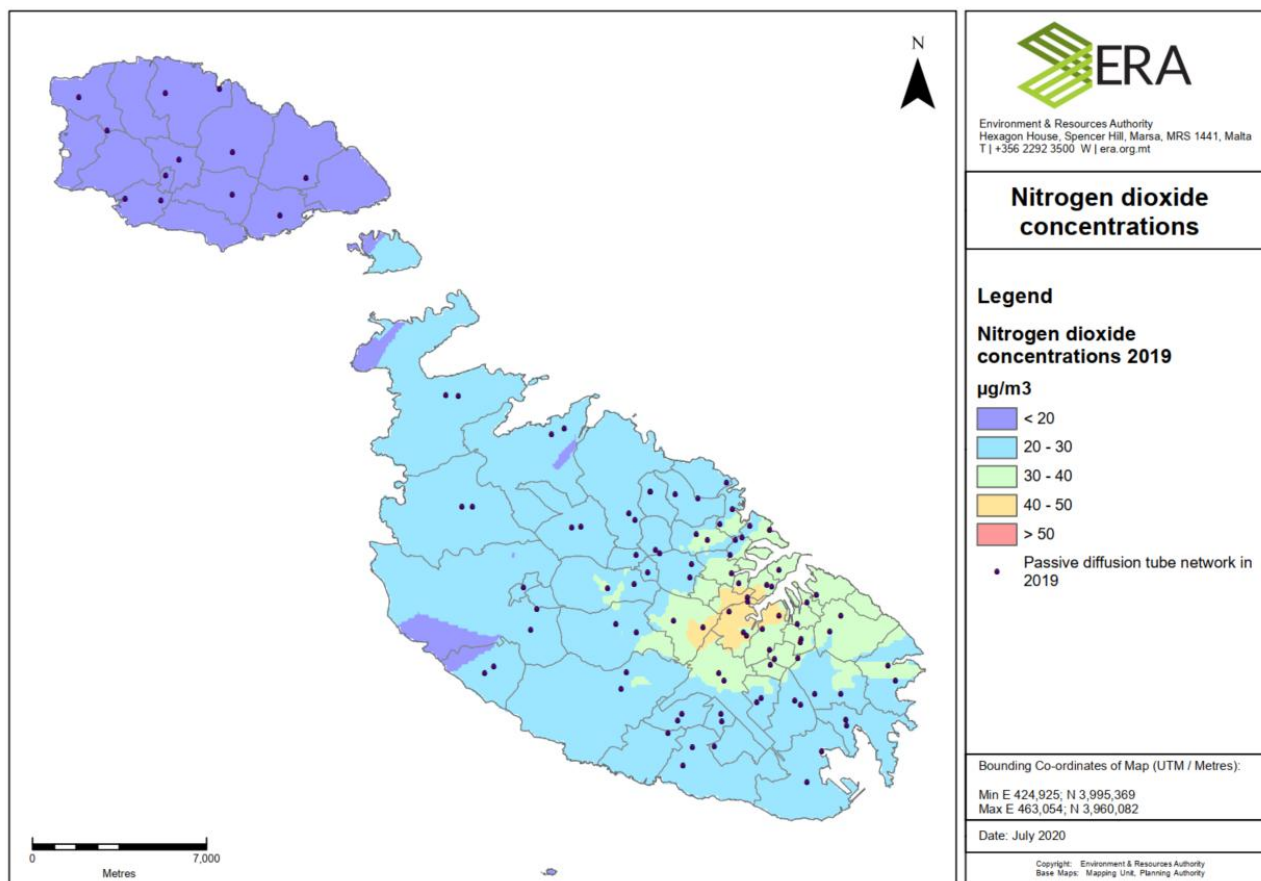 N
0
7,000
Metres
ERA
Environment & Resources Authority
Hexagon House, Spencer Hill, Marsa, MRS 1441, Malta
T | +356 2292 3500  W | era.org.mt
Nitrogen dioxide
concentrations
Legend
Nitrogen dioxide
concentrations 2019
µg/m3
< 20
20 - 30
30 - 40
40 - 50
> 50
Passive diffusion tube network in
2019
Bounding Co-ordinates of Map (UTM / Metres):
Min E 424,925; N 3,995,369
Max E 463,054; N 3,960,082
Date: July 2020
Copyright: Environment & Resources Authority
Base Maps: Mapping Unit, Planning Authority